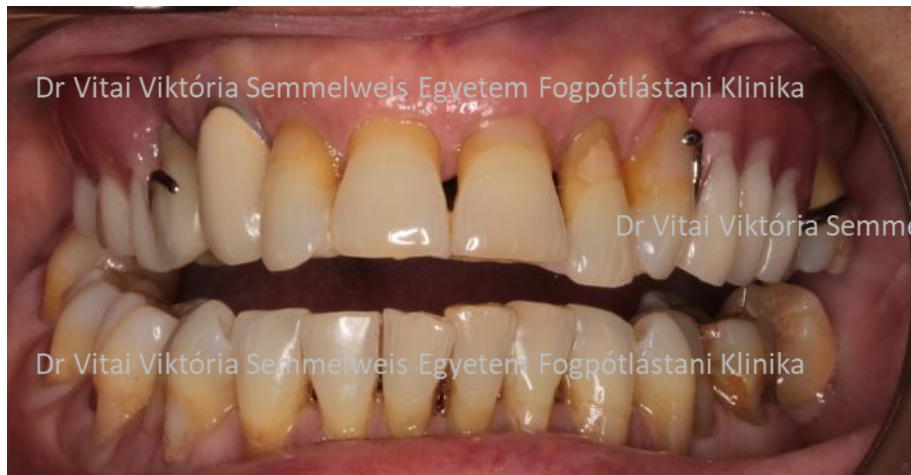 Dr Vitai Viktória Semmelweis Egyetem Fogpótlástani Klinika
Dr Vitai Viktória Semme
Dr Vitai Viktória Semmelweis Egyetem Fogpótlástani Klinika